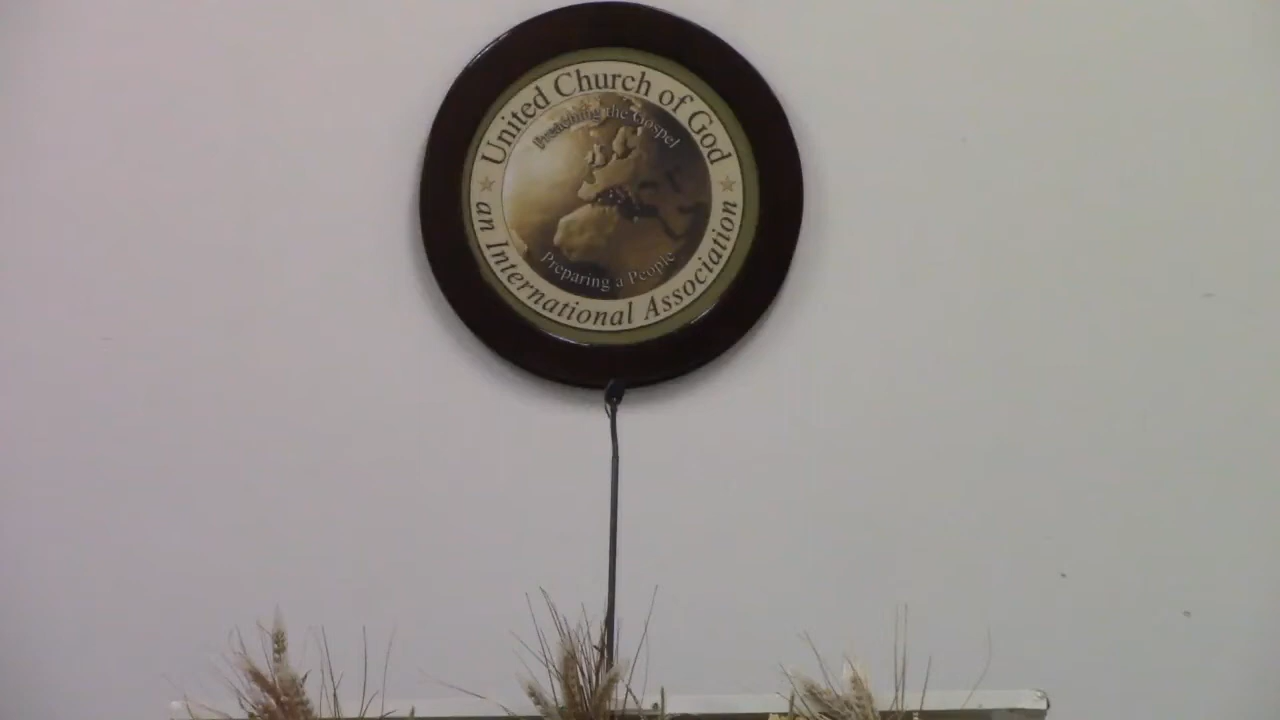 United Church of God
Preaching the Gospel
Preparing a People
an International Association